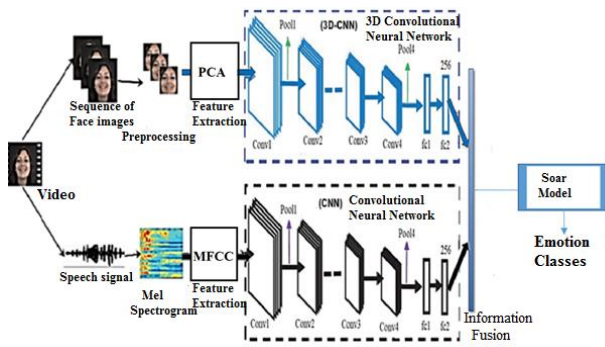 (3D-CNN)
3D Convolutional
Neural Network
Pool1
Pool4
256
PCA
Sequence of
Face images
Preprocessing
Feature
Extraction
Conv1
Conv2
Conv3
Conv4
fc1
fc2
Video
Soar
Model
Emotion
Classes
(CNN)
Convolutional
Neural Network
Pool1
Pool4
256
MFCC
Speech signal
Mel
Spectrogram
Feature
Extraction
Conv1
Conv2
Conv3
Conv4
fc1
fc2
Information
Fusion